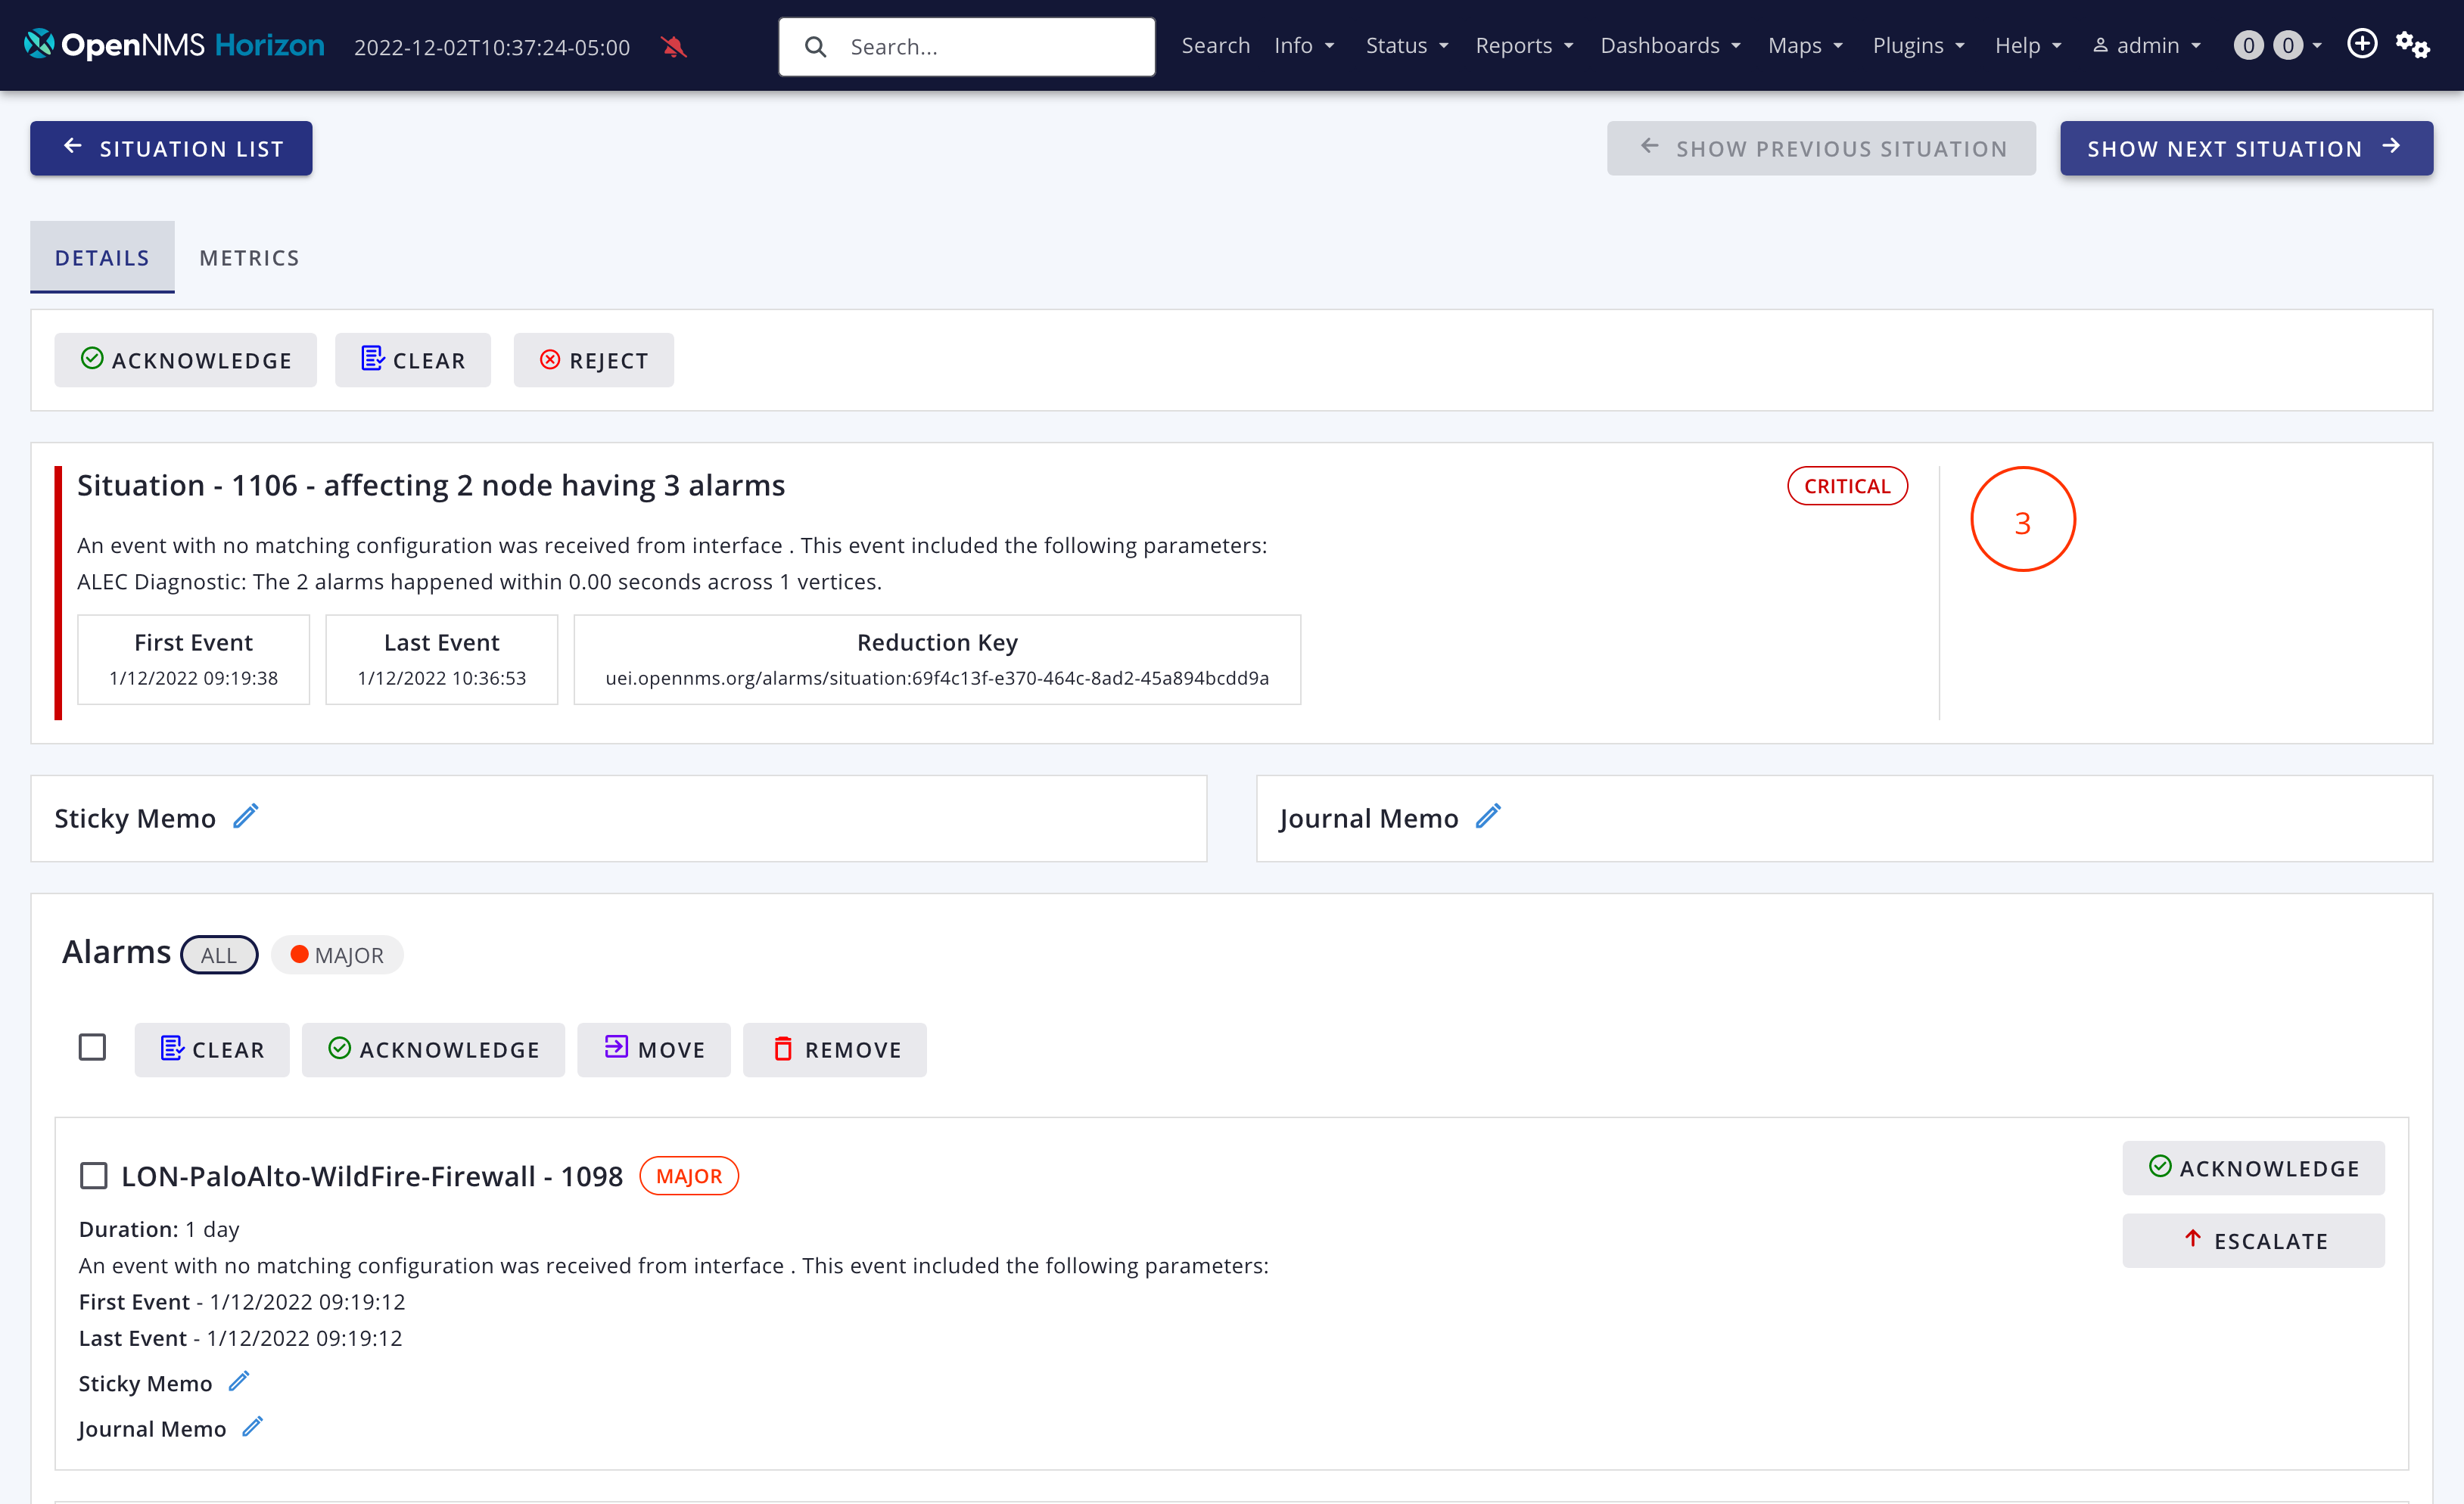 OpenNMS Horizon 2022-12-02T10:37:24-05:00 Search... Search Info Status Reports Dashboards Maps Plugins Help admin 0 0
SITUATION LIST SHOW PREVIOUS SITUATION SHOW NEXT SITUATION
DETAILS METRICS
ACKNOWLEDGE CLEAR REJECT
Situation - 1106 - affecting 2 node having 3 alarms CRITICAL 3
An event with no matching configuration was received from interface . This event included the following parameters:
ALEC Diagnostic: The 2 alarms happened within 0.00 seconds across 1 vertices.
First Event Last Event Reduction Key
1/12/2022 09:19:38 1/12/2022 10:36:53 uei.opennms.org/alarms/situation:69f4c13f-e370-464c-8ad2-45a894bcdd9a
Sticky Memo Journal Memo
Alarms ALL MAJOR
CLEAR ACKNOWLEDGE MOVE REMOVE
LON-PaloAlto-WildFire-Firewall - 1098 MAJOR ACKNOWLEDGE
Duration: 1 day ESCALATE
An event with no matching configuration was received from interface . This event included the following parameters:
First Event - 1/12/2022 09:19:12
Last Event - 1/12/2022 09:19:12
Sticky Memo
Journal Memo